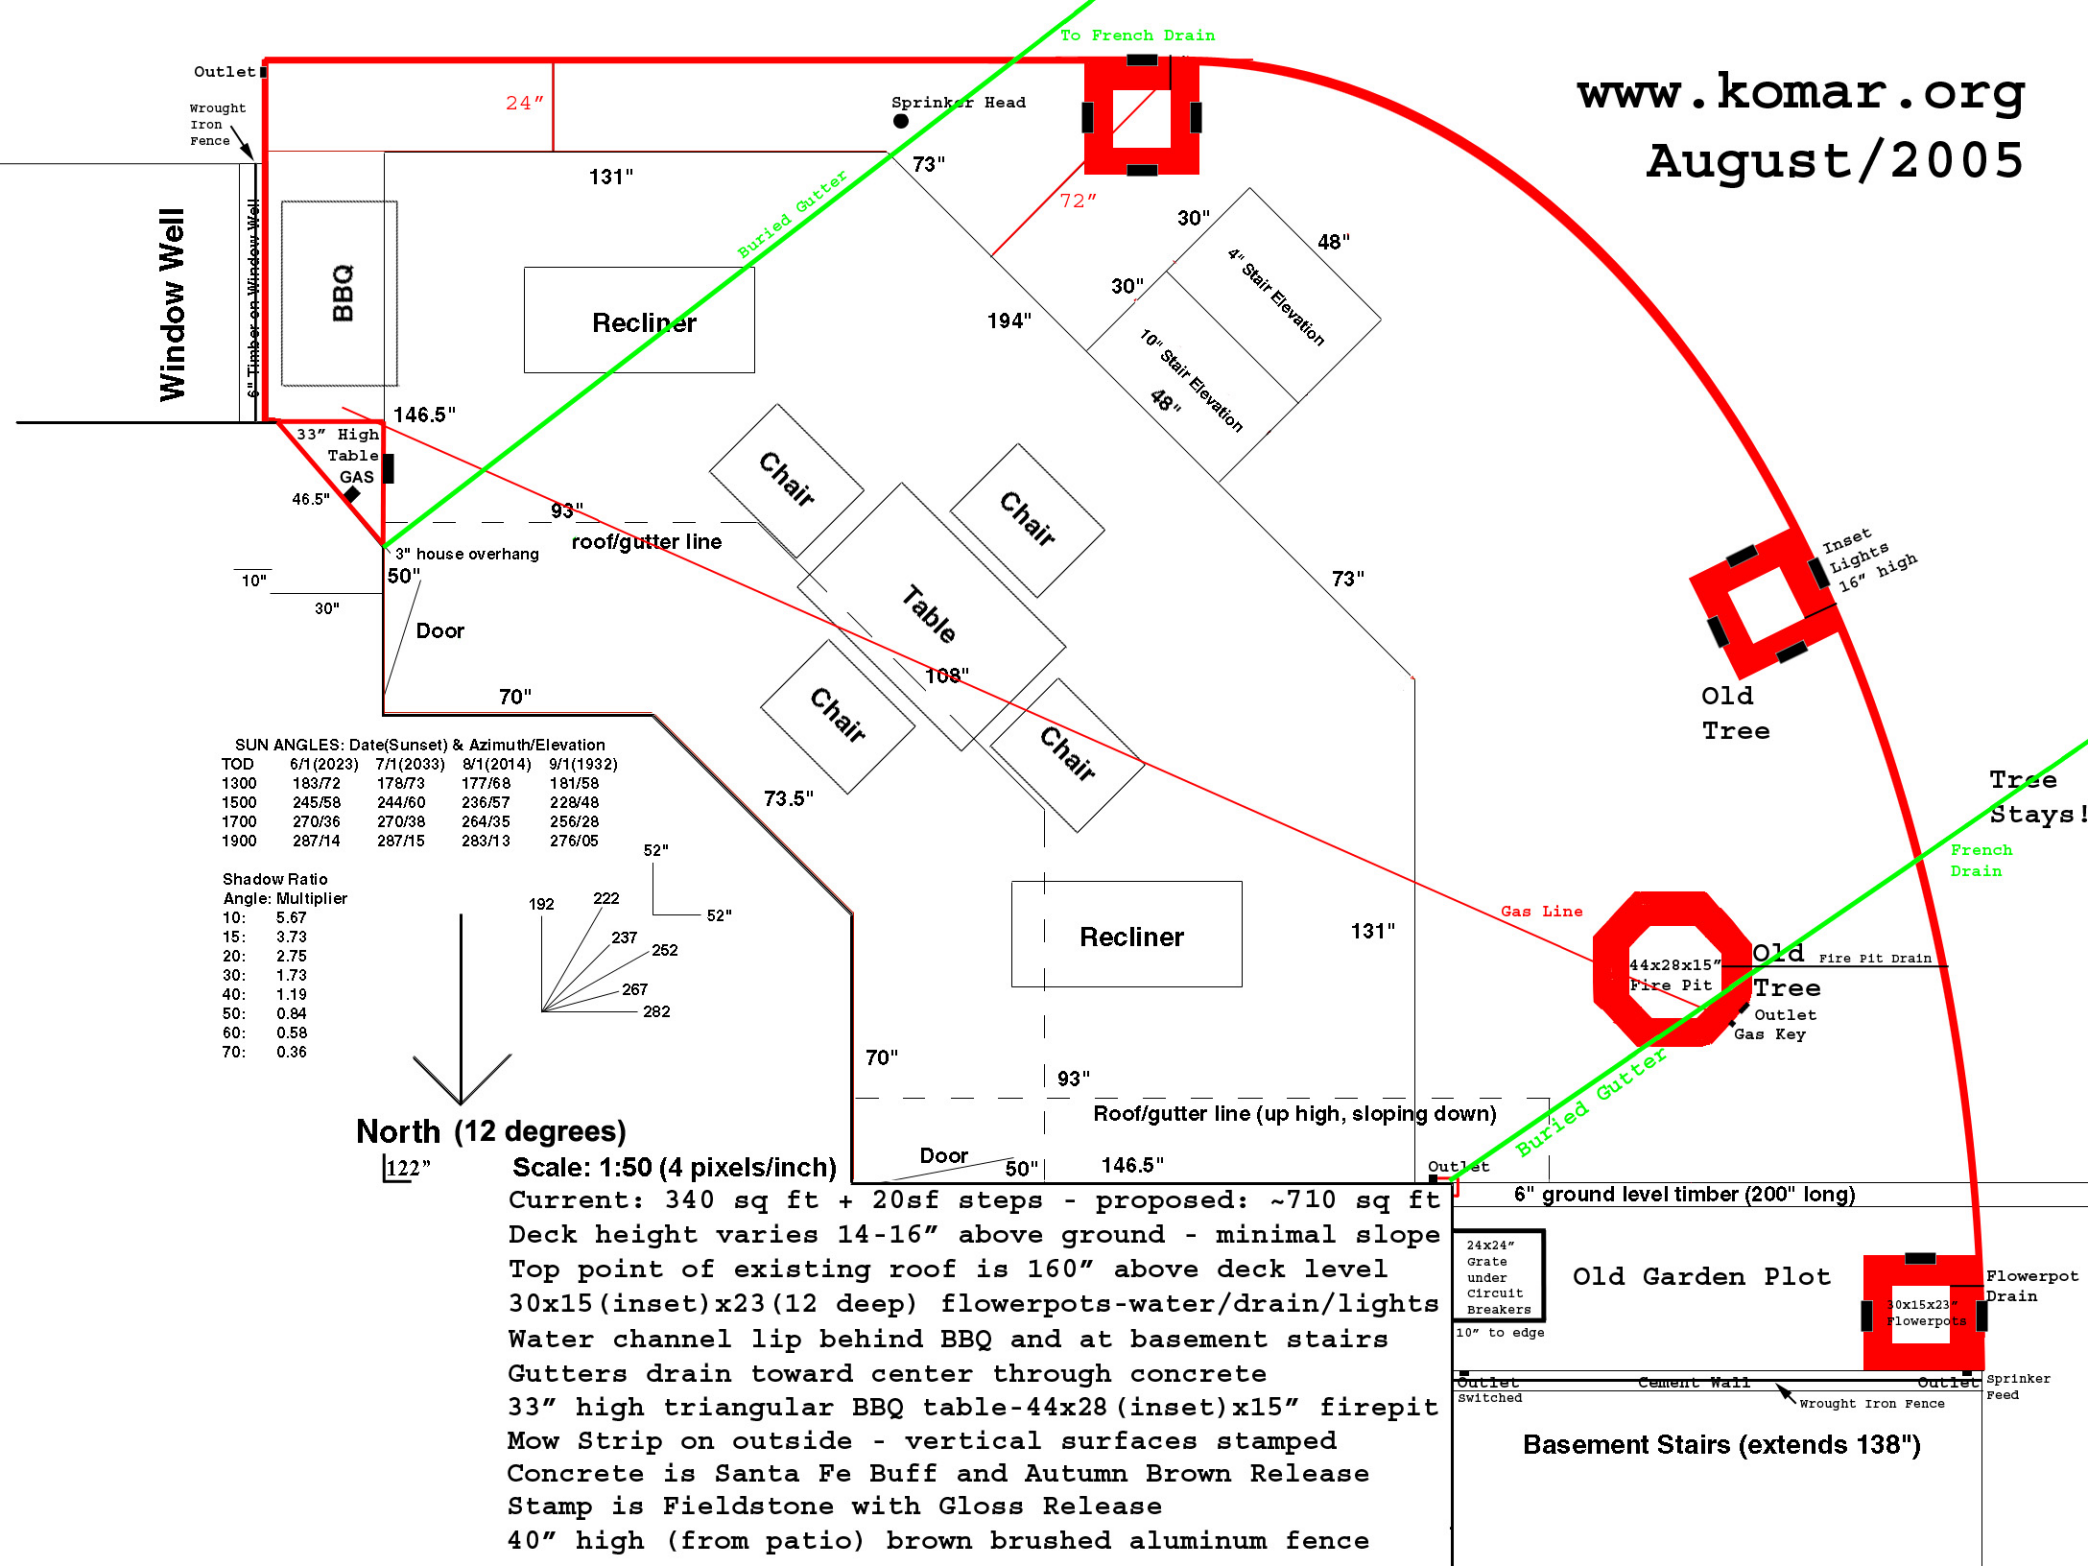 To French Drain
www.komar.org
August/2005
Outlet
Wrought
Iron
Fence
24"
Sprinker Head
131"
73"
72"
Buried Gutter
30"
48"
4" Stair Elevation
30"
10" Stair Elevation
48"
194"
Window Well
6" Timber on Window Well
BBQ
Recliner
146.5"
33" High
Table
GAS
46.5"
93"
roof/gutter line
3" house overhang
50"
10"
30"
Door
70"
Chair
Chair
Table
108"
Chair
Chair
73"
Inset
Lights
16" high
Old
Tree
Tree
Stays!
French
Drain
SUN ANGLES: Date(Sunset) & Azimuth/Elevation
TOD 6/1(2023) 7/1(2033) 8/1(2014) 9/1(1932)
1300 183/72 178/73 177/68 181/58
1500 245/58 244/60 236/57 228/48
1700 270/36 270/38 264/35 256/28
1900 287/14 287/15 283/13 276/05
73.5"
Shadow Ratio
Angle: Multiplier
10: 5.67
15: 3.73
20: 2.75
30: 1.73
40: 1.19
50: 0.84
60: 0.58
70: 0.36
52"
52"
192
222
237
252
267
282
Recliner
131"
Gas Line
44x28x15"
Fire Pit
Old
Tree
Fire Pit Drain
Outlet
Gas Key
Buried Gutter
70"
93"
Roof/gutter line (up high, sloping down)
Door
50"
146.5"
Outlet
North (12 degrees)
122"
Scale: 1:50 (4 pixels/inch)
6" ground level timber (200" long)
Current: 340 sq ft + 20sf steps - proposed: ~710 sq ft
Deck height varies 14-16" above ground - minimal slope
Top point of existing roof is 160" above deck level
30x15(inset)x23(12 deep) flowerpots-water/drain/lights
Water channel lip behind BBQ and at basement stairs
Gutters drain toward center through concrete
33" high triangular BBQ table-44x28(inset)x15" firepit
Mow Strip on outside - vertical surfaces stamped
Concrete is Santa Fe Buff and Autumn Brown Release
Stamp is Fieldstone with Gloss Release
40" high (from patio) brown brushed aluminum fence
24x24"
Grate
under
Circuit
Breakers
10" to edge
Old Garden Plot
Flowerpot
Drain
30x15x23"
Flowerpots
Outlet
Switched
Cement Wall
Outlet
Sprinker
Feed
Wrought Iron Fence
Basement Stairs (extends 138")